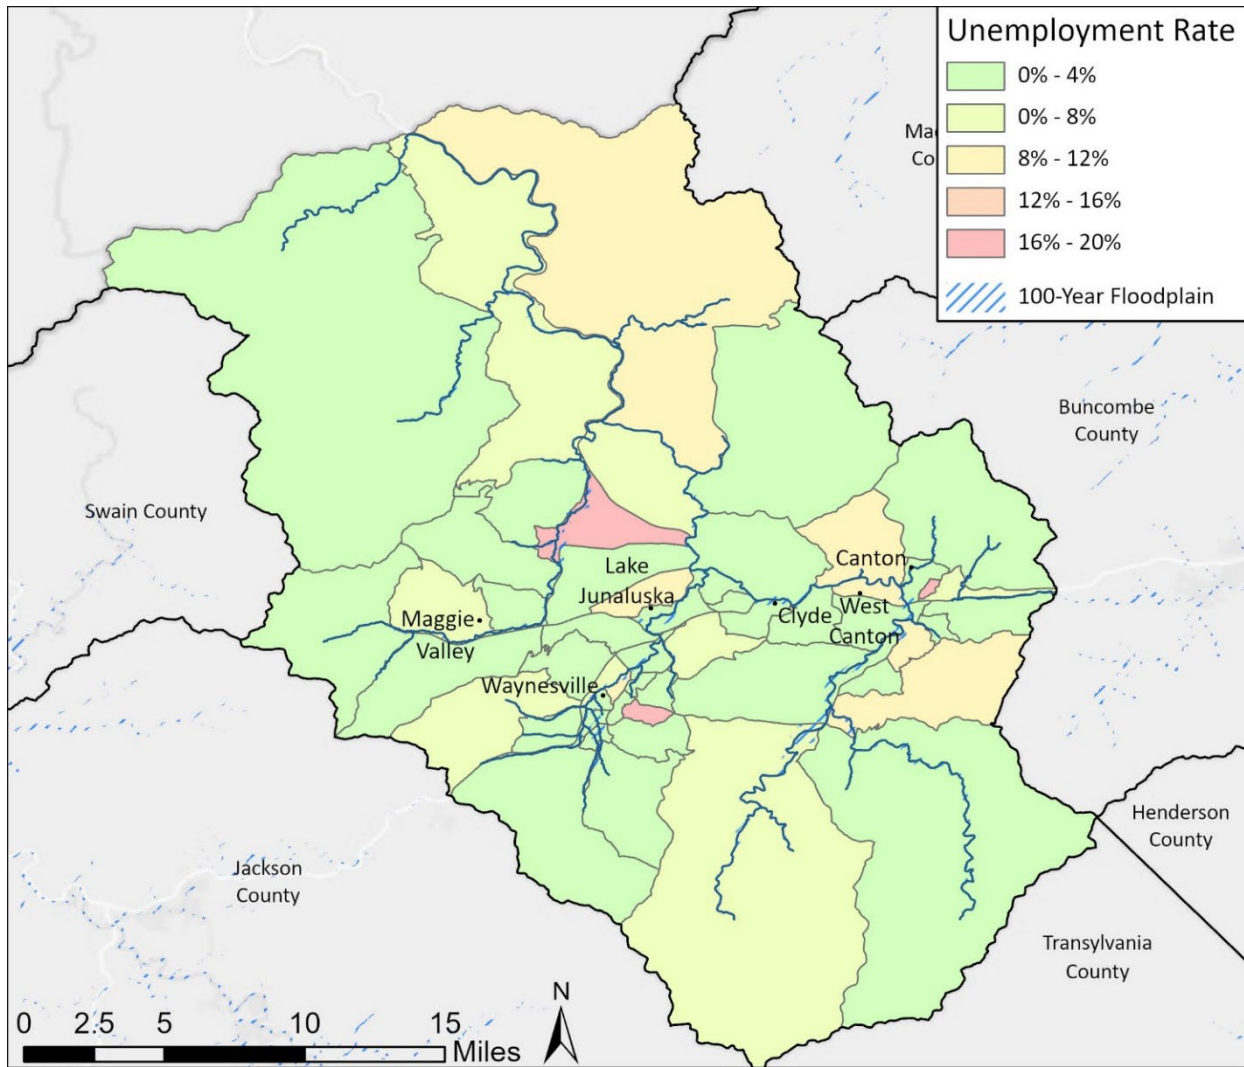 Unemployment Rate
0% - 4%
0% - 8%
8% - 12%
12% - 16%
16% - 20%
100-Year Floodplain
Buncombe
County
Swain County
Canton
Lake
Junaluska
Clyde
West
Canton
Maggie
Valley
Waynesville
Henderson
County
Jackson
County
Transylvania
County
N
0 2.5 5 10 15
Miles